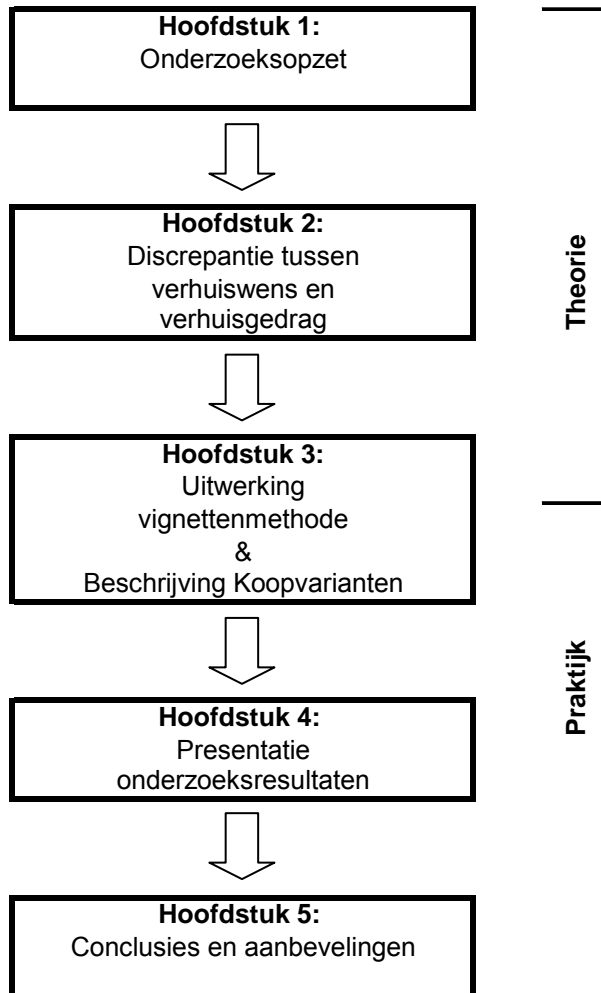 Hoofdstuk 1:
Onderzoeksopzet
Hoofdstuk 2:
Discrepantie tussen
verhuiswens en
verhuisgedrag
Theorie
Hoofdstuk 3:
Uitwerking
vignettenmethode
&
Beschrijving Koopvarianten
Hoofdstuk 4:
Presentatie
onderzoeksresultaten
Praktijk
Hoofdstuk 5:
Conclusies en aanbevelingen